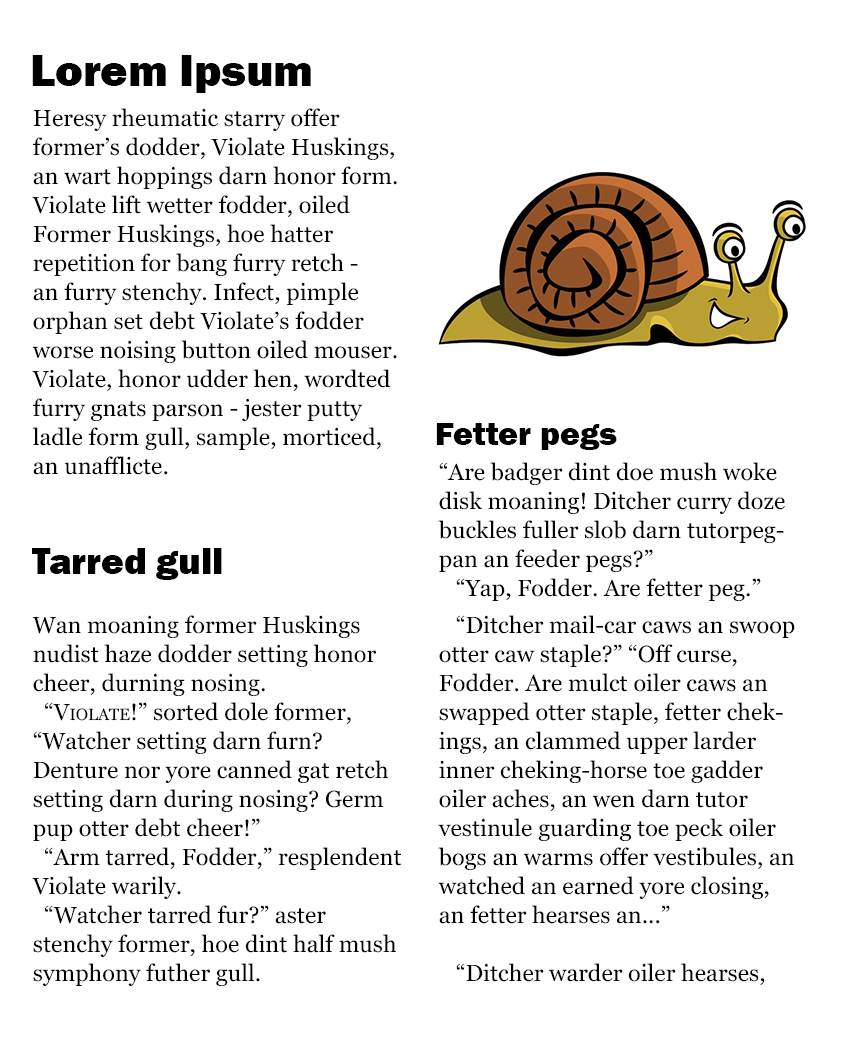 Lorem Ipsum
Heresy rheumatic starry offer
former’s dodder, Violate Huskings,
an wart hoppings darn honor form.
Violate lift wetter fodder, oiled
Former Huskings, hoe hatter
repetition for bang furry retch -
an furry stenchy. Infect, pimple
orphan set debt Violate’s fodder
worse noising button oiled mouser.
Violate, honor udder hen, wordted
furry gnats parson - jester putty
ladle form gull, sample, morticed,
an unafflicte.
Tarred gull
Wan moaning former Huskings
nudist haze dodder setting honor
cheer, durning nosing.
“VIOLATE!” sorted dole former,
“Watcher setting darn furn?
Denture nor yore canned gat retch
setting darn during nosing? Germ
pup otter debt cheer!”
“Arm tarred, Fodder,” resplendent
Violate warily.
“Watcher tarred fur?” aster
stenchy former, hoe dint half mush
symphony futher gull.
Fetter pegs
“Are badger dint doe mush woke
disk moaning! Ditcher curry doze
buckles fuller slob darn tutorpeg-
pan an feeder pegs?”
“Yap, Fodder. Are fetter peg.”
“Ditcher mail-car caws an swoop
otter caw staple?” “Off curse,
Fodder. Are mulct oiler caws an
swapped otter staple, fetter chek-
ings, an clammed upper larder
inner cheking-horse toe gadder
oiler aches, an wen darn tutor
vestinule guarding toe peck oiler
bogs an warms offer vestibules, an
watched an earned yore closing,
an fetter hearses an...”
“Ditcher warder oiler hearses,